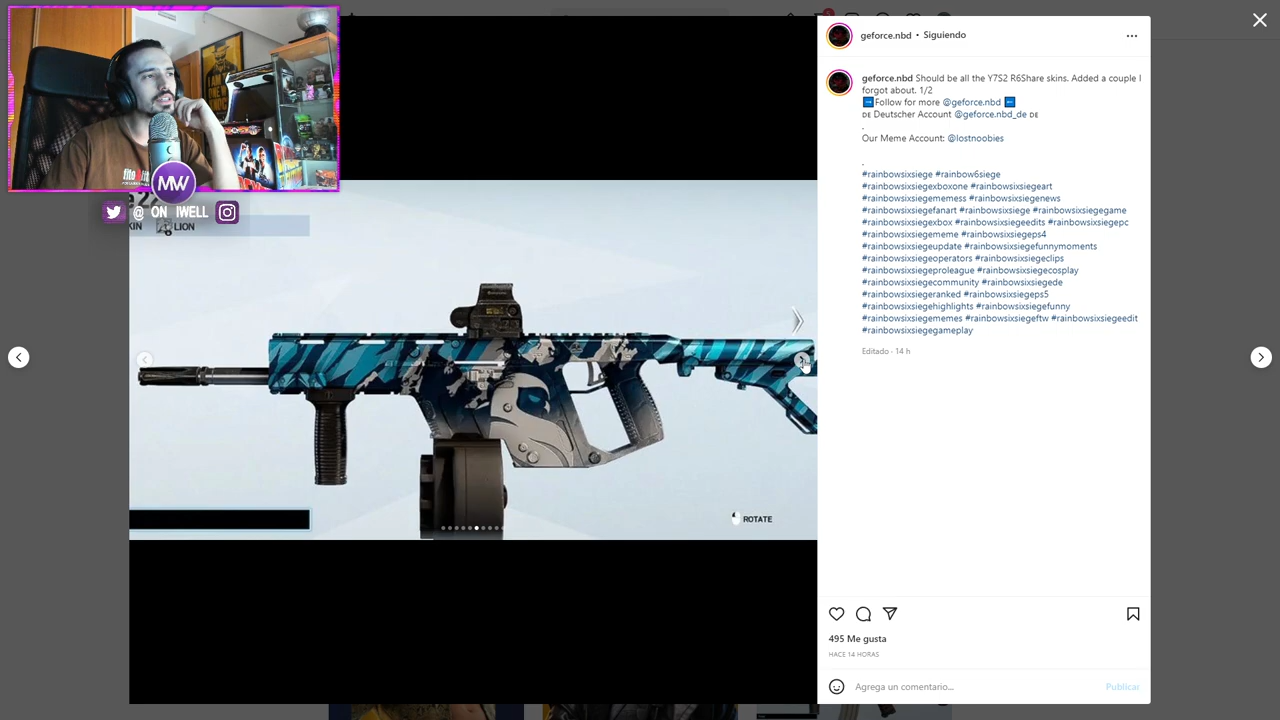 MW
@ ON IWELL
KIN LION
ROTATE
geforce.nbd • Siguiendo
geforce.nbd Should be all the Y7S2 R6Share skins. Added a couple I
forgot about. 1/2
Follow for more @geforce.nbd
DE Deutscher Account @geforce.nbd_de DE
.
Our Meme Account: @lostnoobies
.
#rainbowsixsiege #rainbow6siege
#rainbowsixsiegexboxone #rainbowsixsiegeart
#rainbowsixsiegememess #rainbowsixsiegenews
#rainbowsixsiegefanart #rainbowsixsiege #rainbowsixsiegegame
#rainbowsixsiegexbox #rainbowsixsiegeedits #rainbowsixsiegepc
#rainbowsixsiegememe #rainbowsixsiegeps4
#rainbowsixsiegeupdate #rainbowsixsiegefunnymoments
#rainbowsixsiegeoperators #rainbowsixsiegeclips
#rainbowsixsiegeproleague #rainbowsixsiegecosplay
#rainbowsixsiegecommunity #rainbowsixsiegede
#rainbowsixsiegeranked #rainbowsixsiegeps5
#rainbowsixsiegehighlights #rainbowsixsiegefunny
#rainbowsixsiegememes #rainbowsixsiegeftw #rainbowsixsiegeedit
#rainbowsixsiegegameplay
Editado · 14 h
495 Me gusta
HACE 14 HORAS
Agrega un comentario...
Publicar